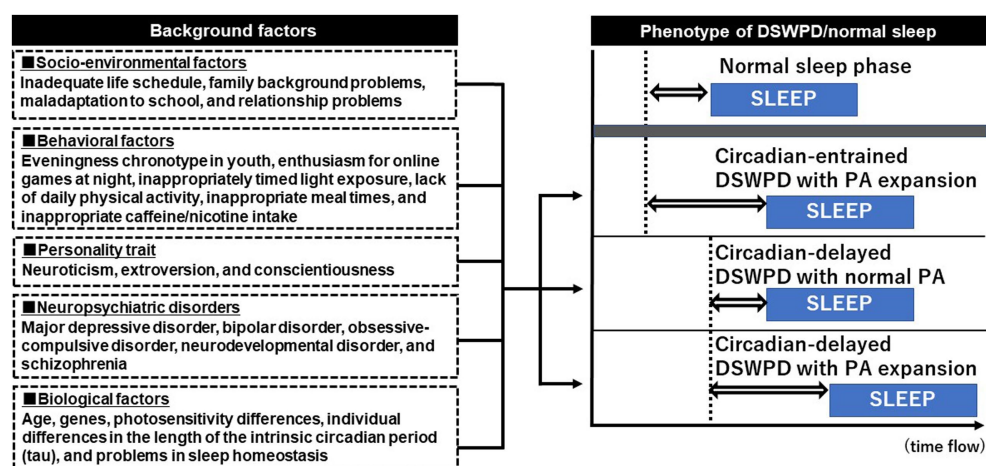 Background factors
■Socio-environmental factors
Inadequate life schedule, family background problems,
maladaptation to school, and relationship problems
■Behavioral factors
Eveningness chronotype in youth, enthusiasm for online
games at night, inappropriately timed light exposure, lack
of daily physical activity, inappropriate meal times, and
inappropriate caffeine/nicotine intake
■Personality trait
Neuroticism, extroversion, and conscientiousness
■Neuropsychiatric disorders
Major depressive disorder, bipolar disorder, obsessive-
compulsive disorder, neurodevelopmental disorder, and
schizophrenia
■Biological factors
Age, genes, photosensitivity differences, individual
differences in the length of the intrinsic circadian period
(tau), and problems in sleep homeostasis
Phenotype of DSWPD/normal sleep
Normal sleep phase
SLEEP
Circadian-entrained
DSWPD with PA expansion
SLEEP
Circadian-delayed
DSWPD with normal PA
SLEEP
Circadian-delayed
DSWPD with PA expansion
SLEEP
(time flow)